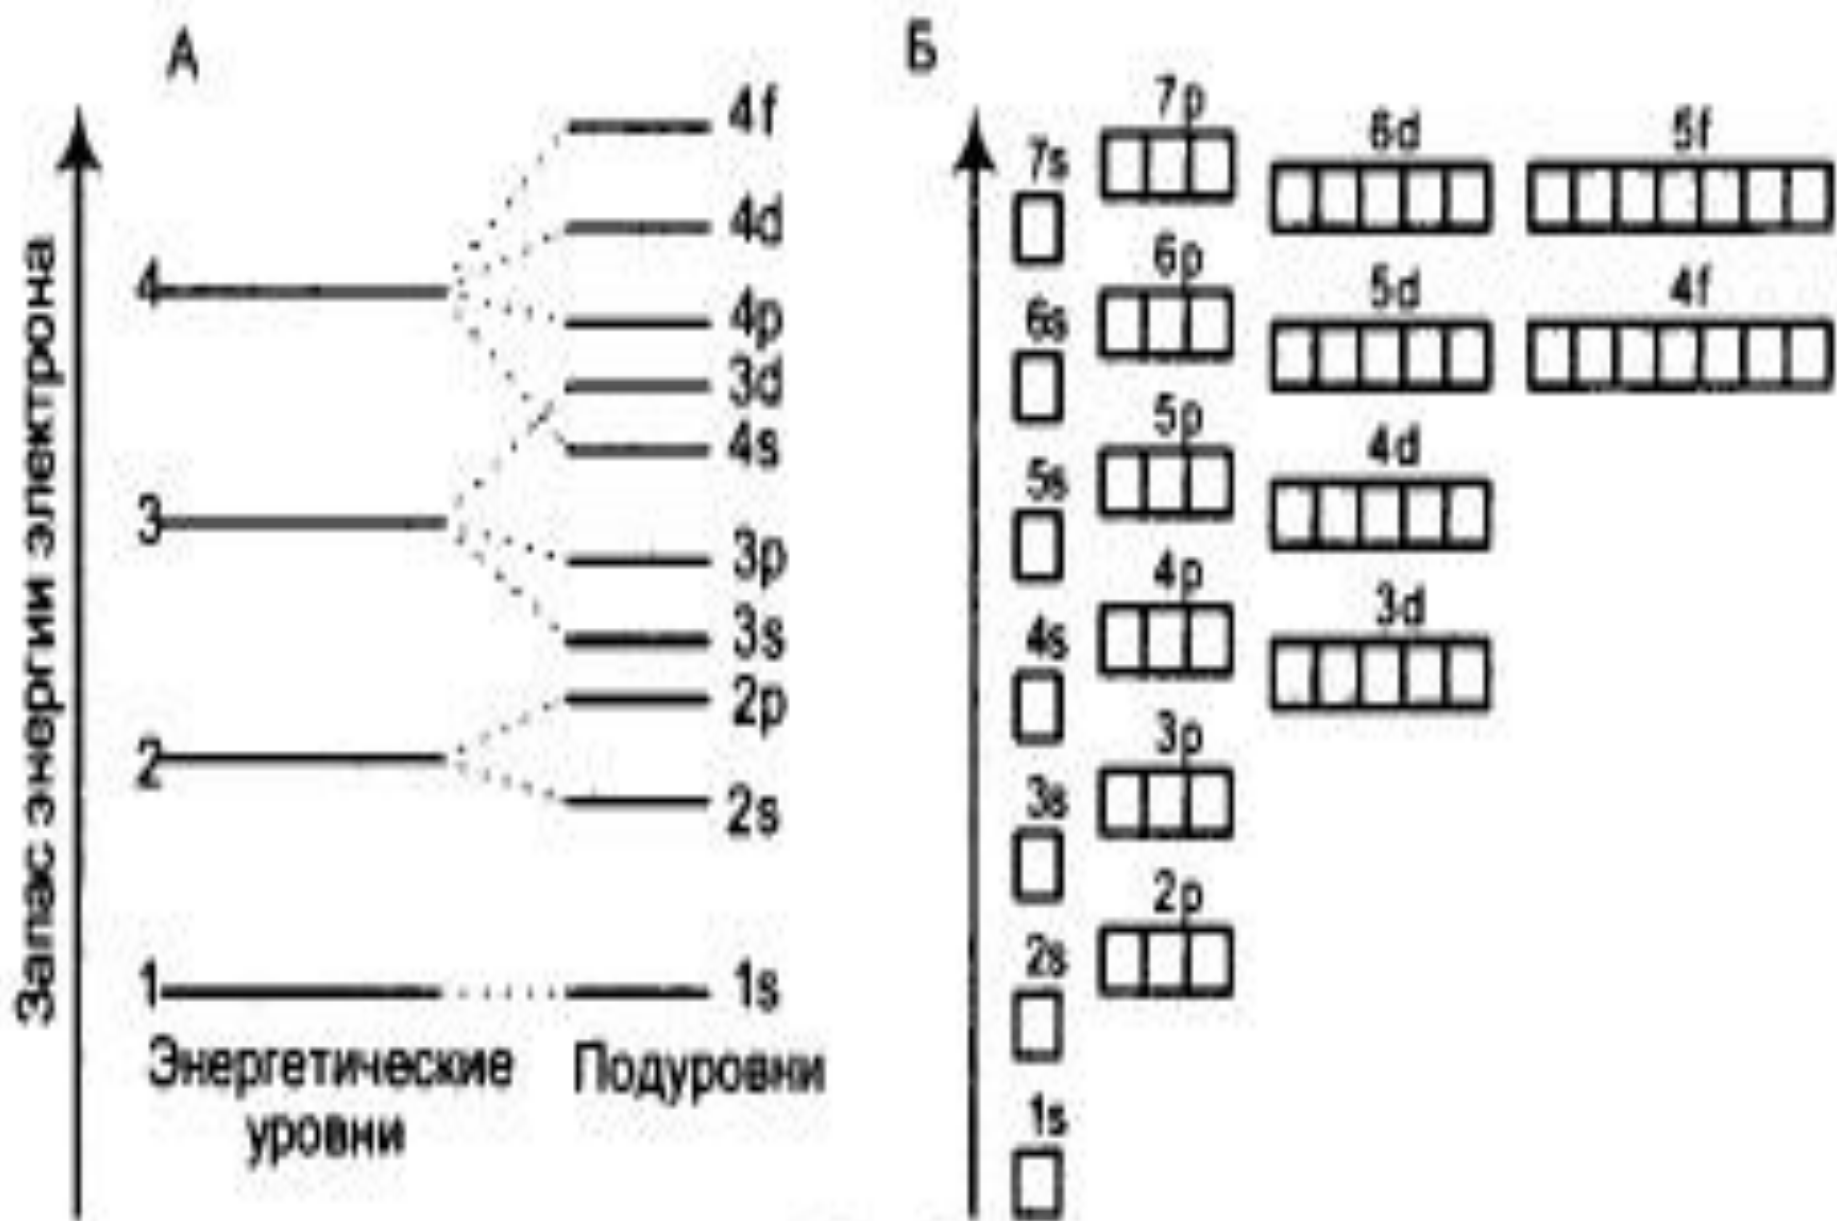 А
Запас энергии электрона
4f
4d
4
4p
3d
4s
3
3p
3s
2p
2
2s
1
1s
Энергетические
уровни
Подуровни
Б
7p
7s
6d
5f
6p
6s
5d
4f
5p
5s
4d
4p
4s
3d
3p
3s
2p
2s
1s